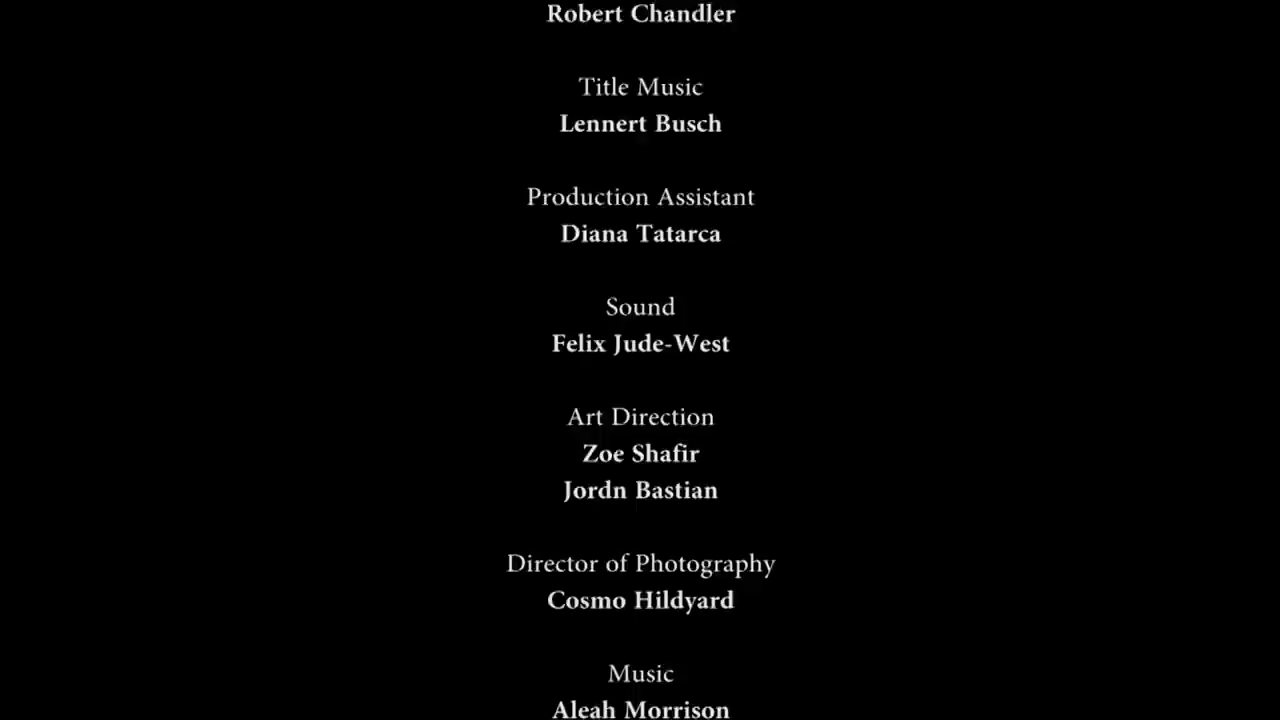 Robert Chandler
Title Music
Lennert Busch
Production Assistant
Diana Tatarca
Sound
Felix Jude-West
Art Direction
Zoe Shafir
Jordn Bastian
Director of Photography
Cosmo Hildyard
Music
Aleah Morrison